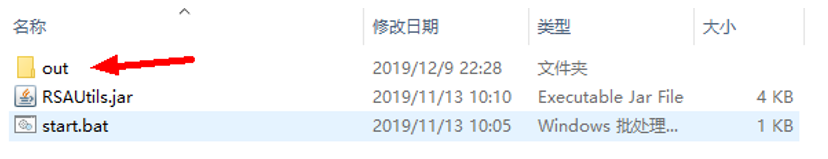 名称 修改日期 类型 大小
out 2019/12/9 22:28 文件夹
RSAUtils.jar 2019/11/13 10:10 Executable Jar File 4 KB
start.bat 2019/11/13 10:05 Windows 批处理... 1 KB